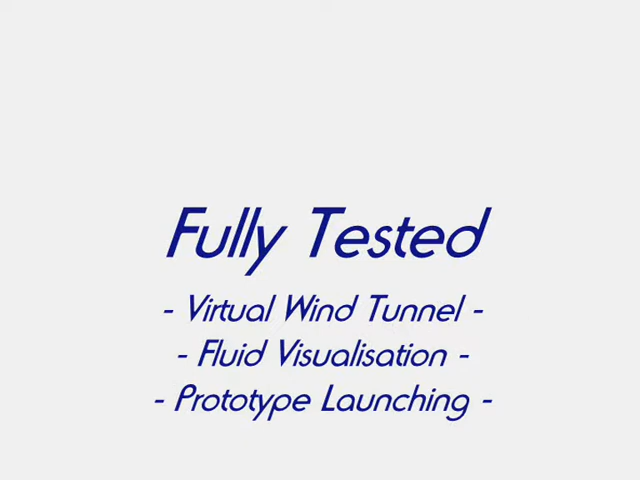 Fully Tested
- Virtual Wind Tunnel -
- Fluid Visualisation -
- Prototype Launching -